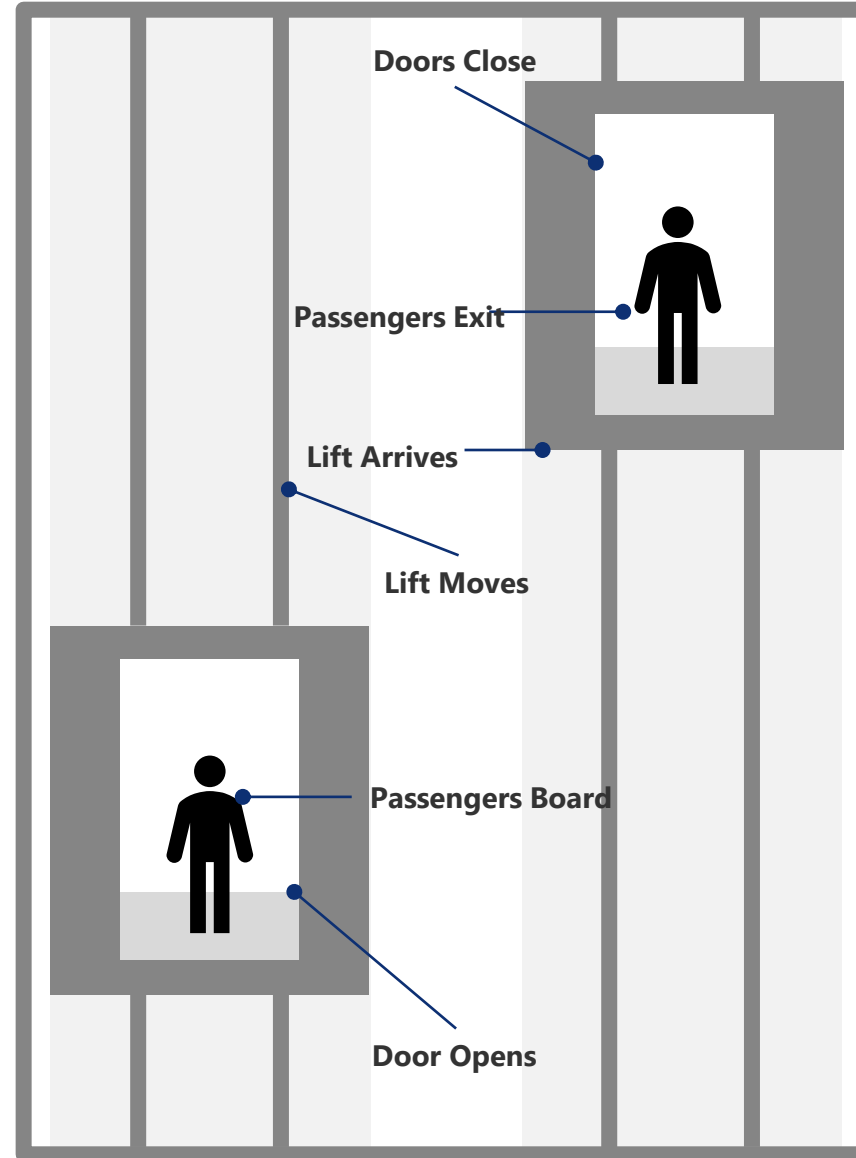 Doors Close
Passengers Exit
Lift Arrives
Lift Moves
Passengers Board
Door Opens